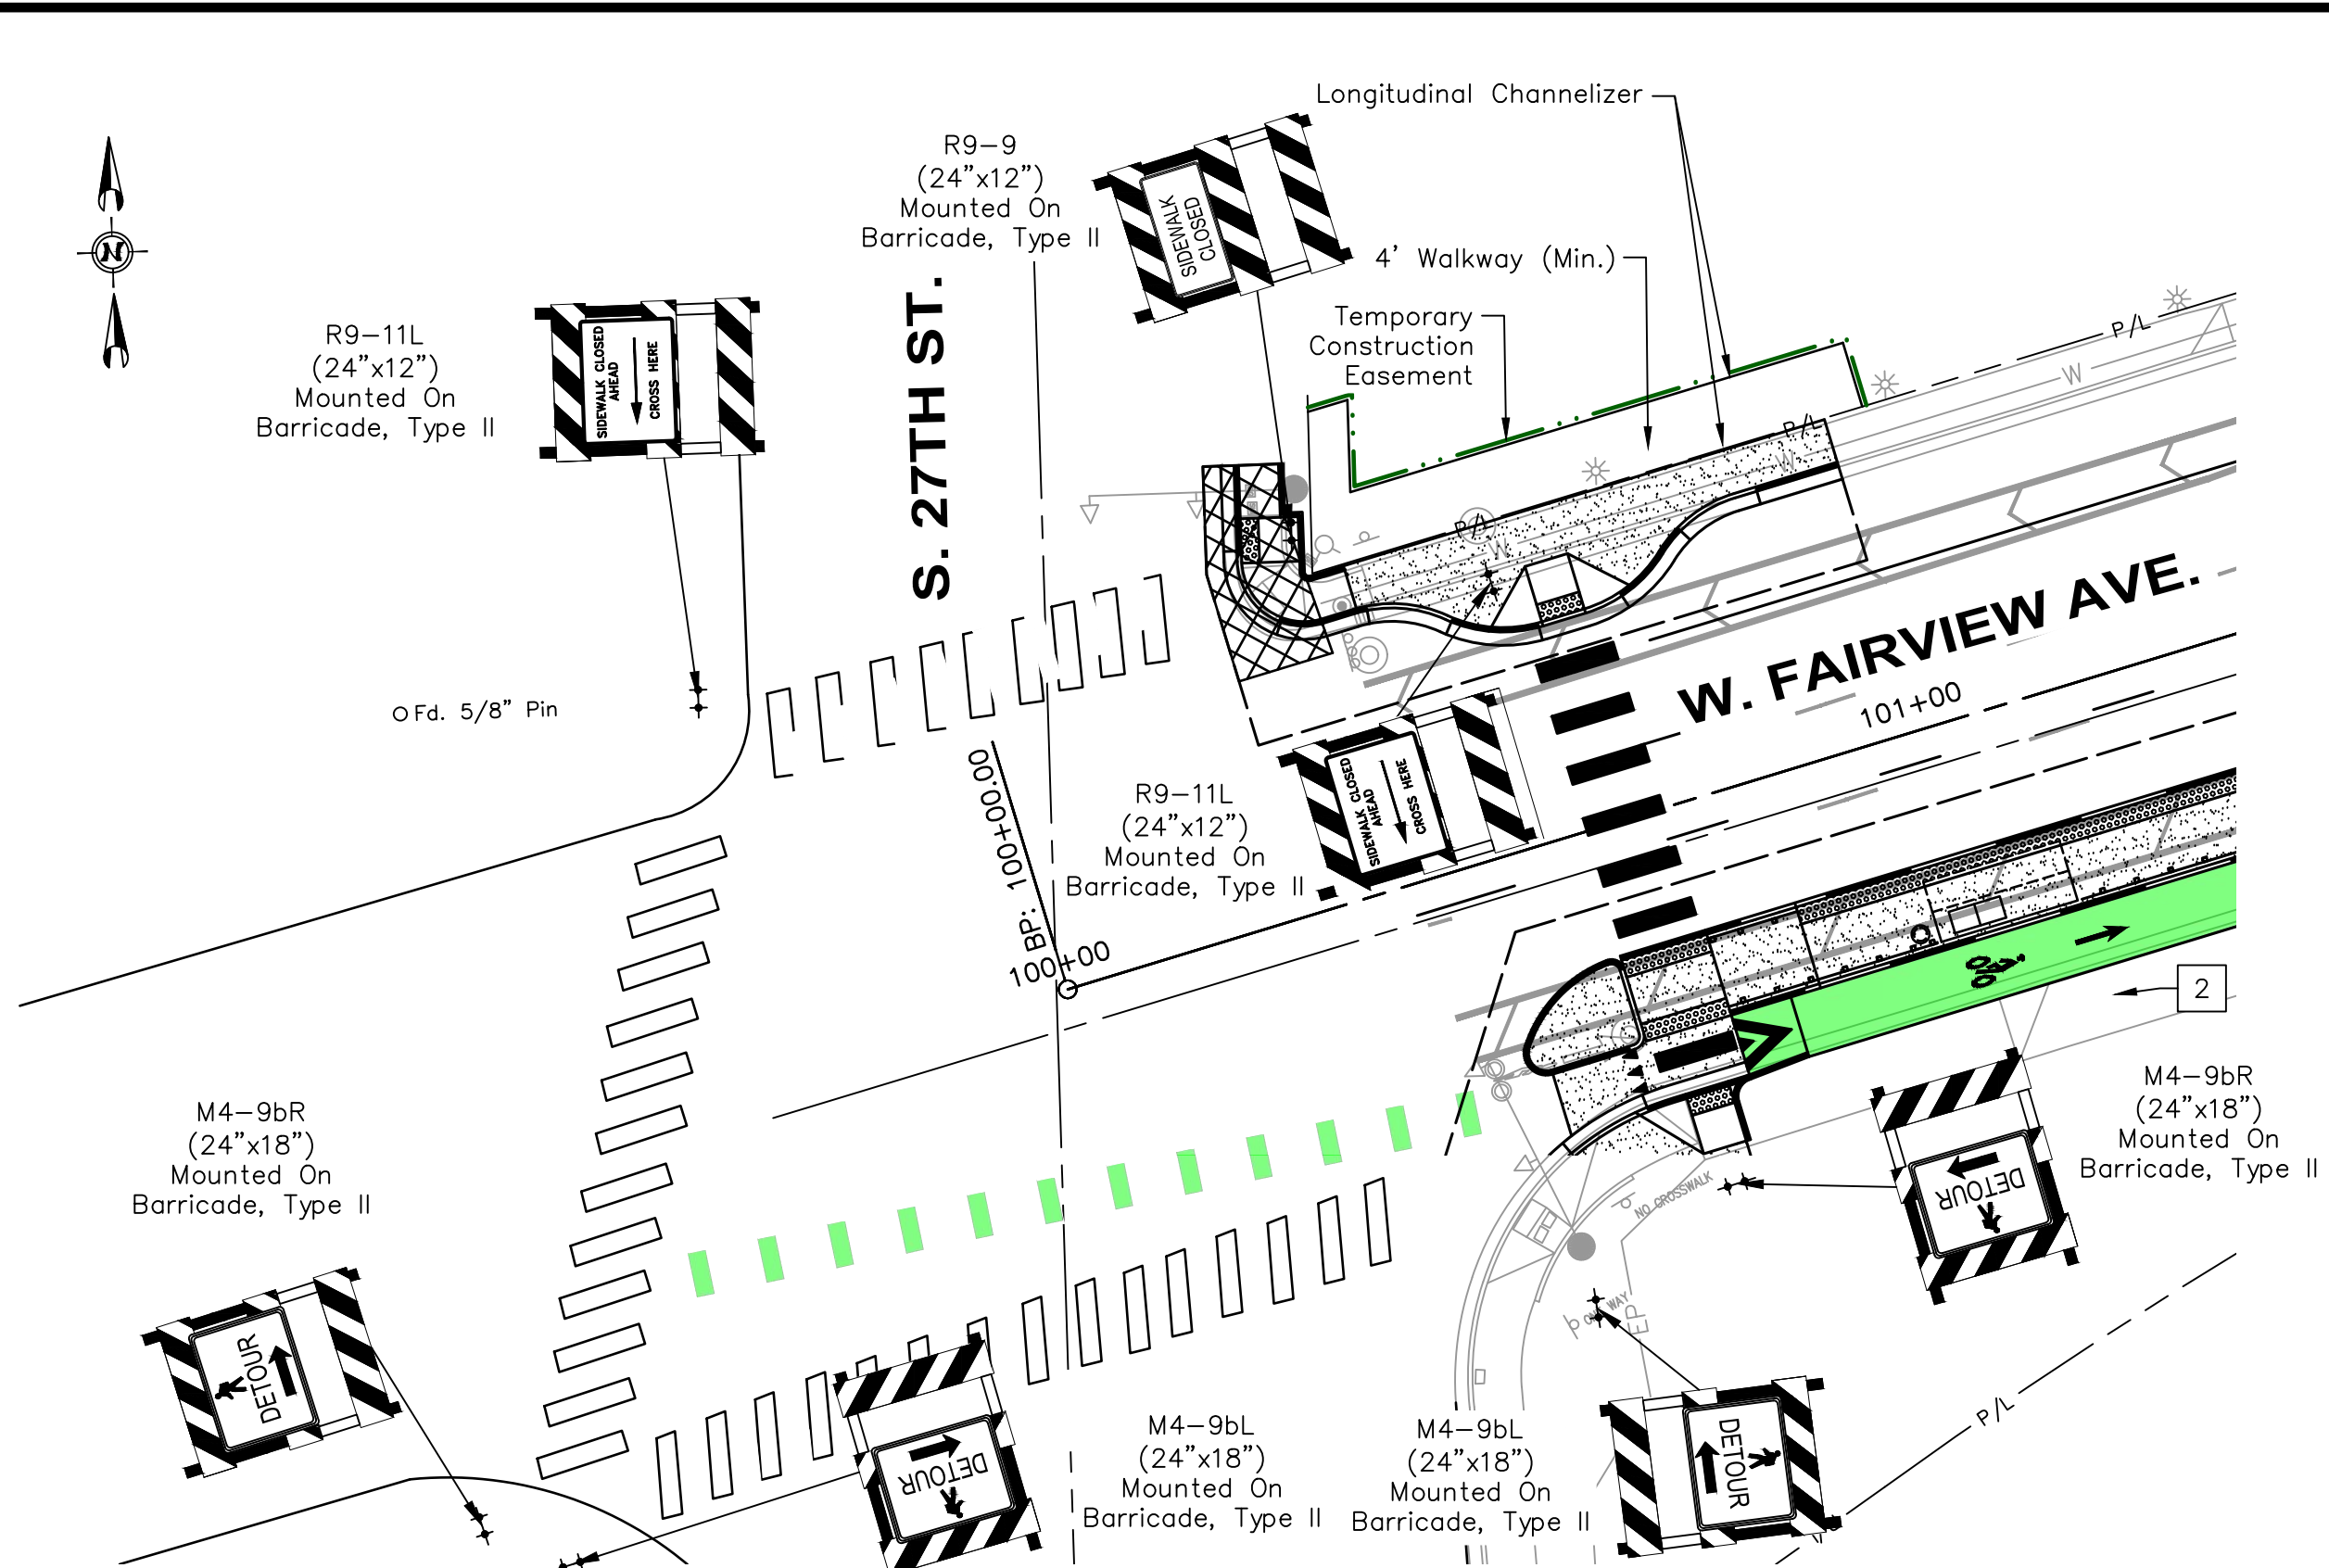 Longitudinal Channelizer
R9-9
(24"x12")
Mounted On
Barricade, Type II
SIDEWALK
CLOSED
4' Walkway (Min.)
Temporary
Construction
Easement
N
R9-11L
(24"x12")
Mounted On
Barricade, Type II
SIDEWALK CLOSED
AHEAD
CROSS HERE
S. 27TH ST.
P/L
W
P/L
W
P/L
W
W. FAIRVIEW AVE.
101+00
Fd. 5/8" Pin
BP: 100+00.00
100+00
R9-11L
(24"x12")
Mounted On
Barricade, Type II
SIDEWALK CLOSED
AHEAD
CROSS HERE
2
M4-9bR
(24"x18")
Mounted On
Barricade, Type II
DETOUR
NO CROSSWALK
M4-9bR
(24"x18")
Mounted On
Barricade, Type II
DETOUR
ONE WAY
EP
P/L
M4-9bL
(24"x18")
Mounted On
Barricade, Type II
DETOUR
M4-9bL
(24"x18")
Mounted On
Barricade, Type II
DETOUR